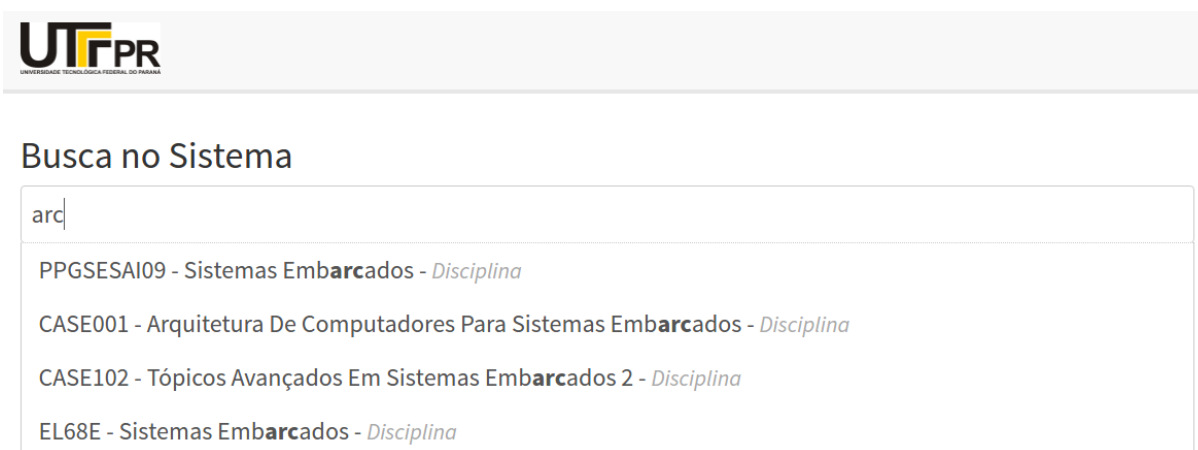 UTFPR
UNIVERSIDADE TECNOLÓGICA FEDERAL DO PARANÁ
Busca no Sistema
arc
PPGSESAI09 - Sistemas Embarcados - Disciplina
CASE001 - Arquitetura De Computadores Para Sistemas Embarcados - Disciplina
CASE102 - Tópicos Avançados Em Sistemas Embarcados 2 - Disciplina
EL68E - Sistemas Embarcados - Disciplina